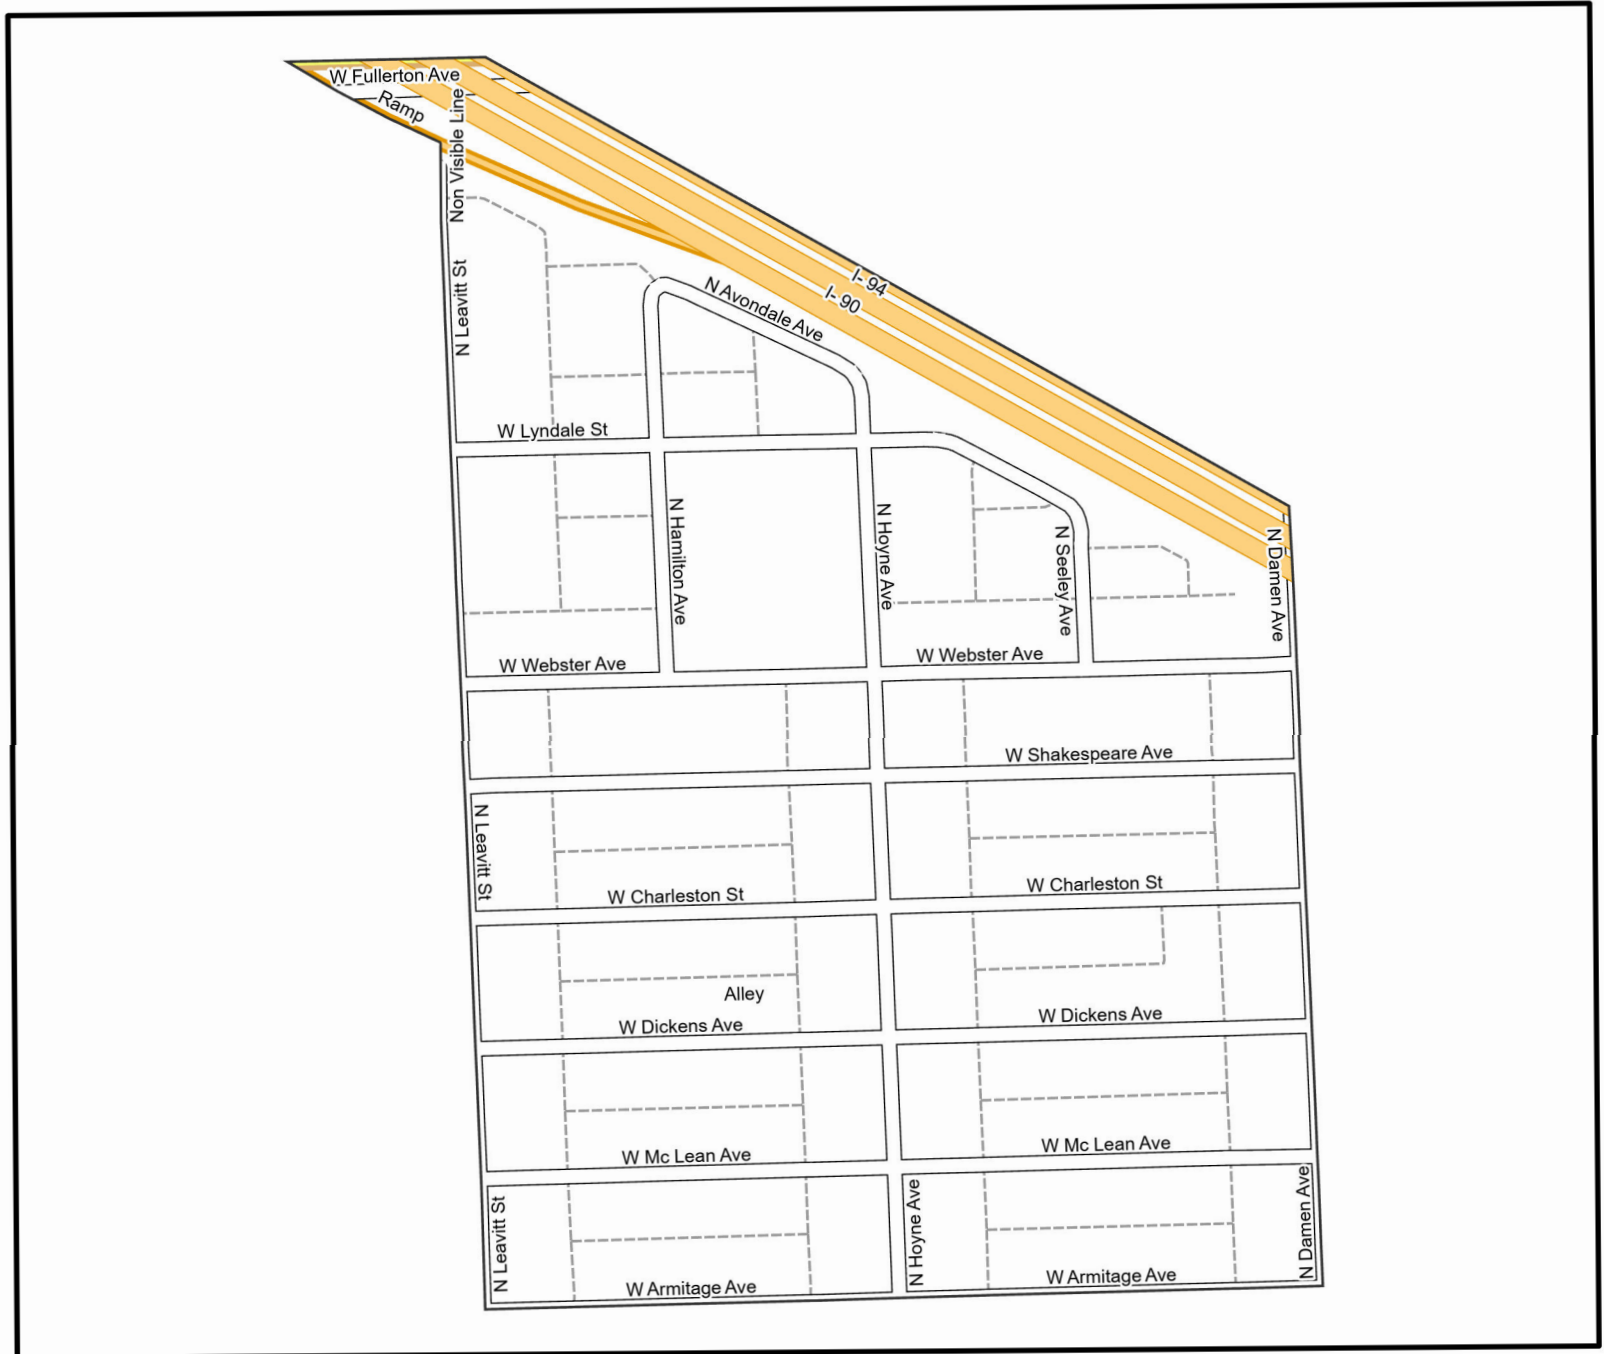 W Fullerton Ave
Ramp
Non Visible Line
N Leavitt St
I- 94
I- 90
N Avondale Ave
W Lyndale St
N Hamilton Ave
N Hoyne Ave
N Seeley Ave
N Damen Ave
W Webster Ave
W Webster Ave
W Shakespeare Ave
N Leavitt St
W Charleston St
W Charleston St
Alley
W Dickens Ave
W Dickens Ave
W Mc Lean Ave
W Mc Lean Ave
N Leavitt St
N Hoyne Ave
N Damen Ave
W Armitage Ave
W Armitage Ave